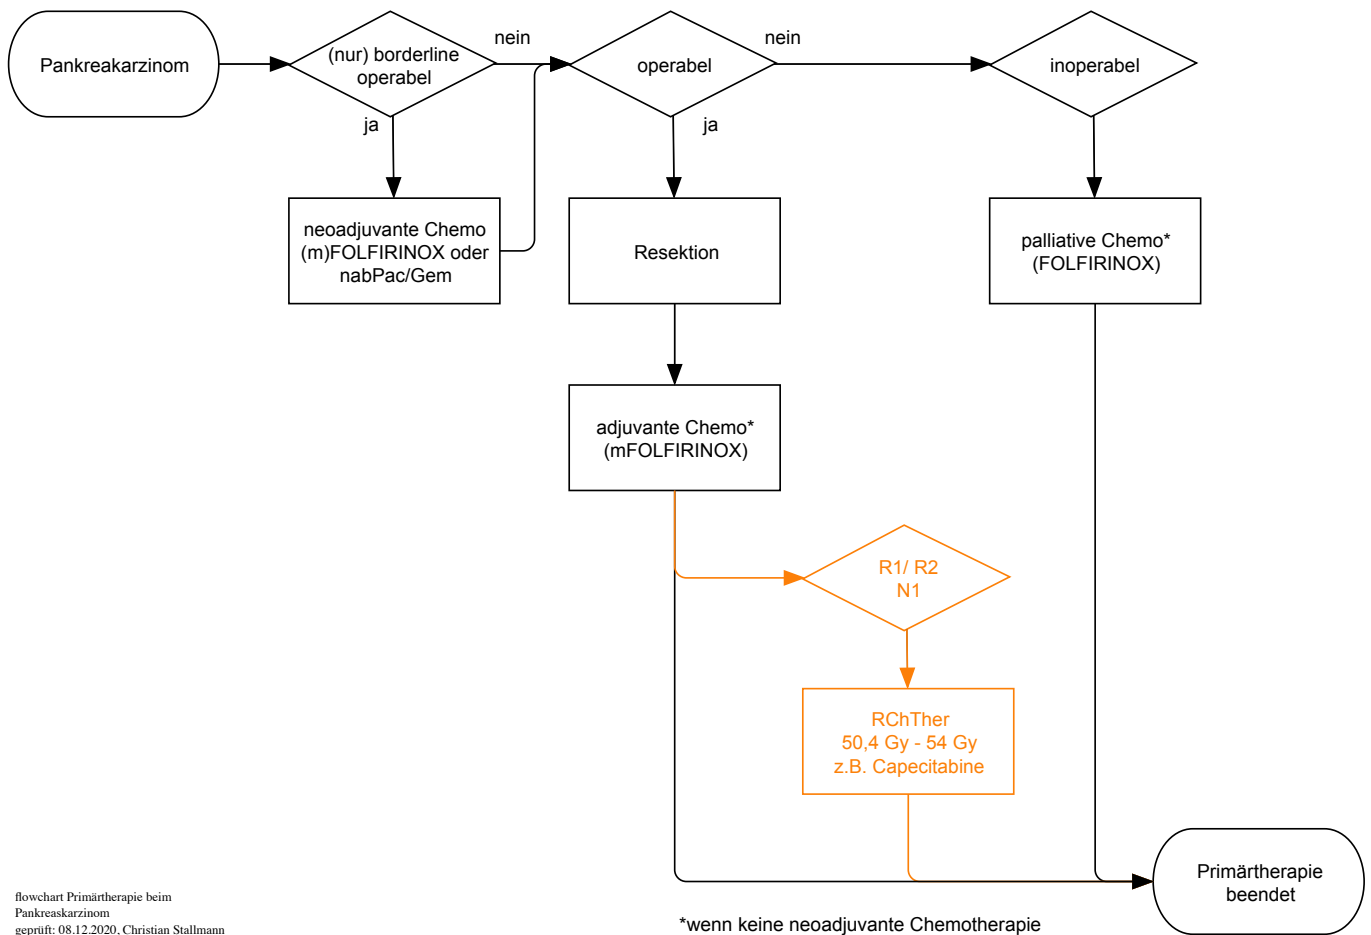 Pankreakarzinom
(nur) borderline
operabel
nein
ja
operabel
nein
ja
inoperabel
neoadjuvante Chemo
(m)FOLFIRINOX oder
nabPac/Gem
Resektion
palliative Chemo*
(FOLFIRINOX)
adjuvante Chemo*
(mFOLFIRINOX)
R1/ R2
N1
RChTher
50,4 Gy - 54 Gy
z.B. Capecitabine
Primärtherapie
beendet
*wenn keine neoadjuvante Chemotherapie
flowchart Primärtherapie beim
Pankreaskarzinom
geprüft: 08.12.2020, Christian Stallmann